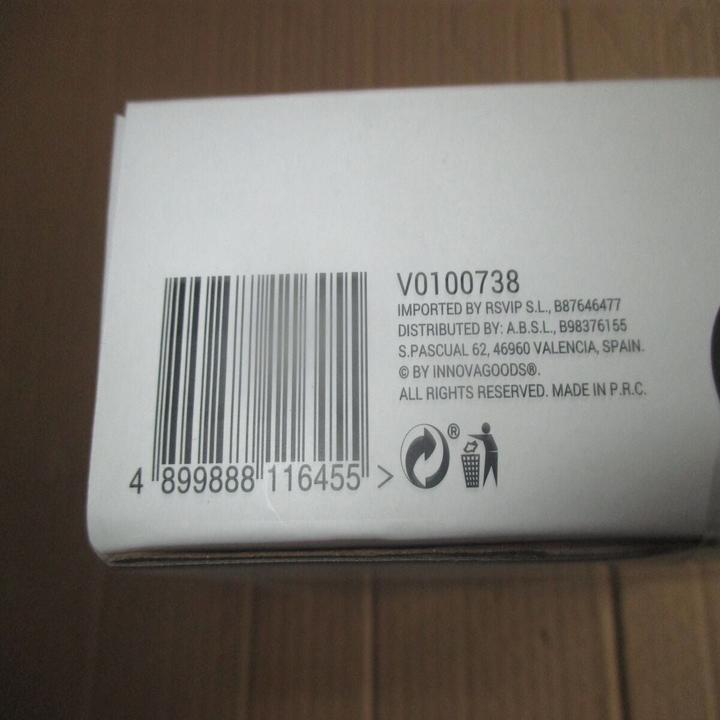 V0100738
IMPORTED BY RSVIP S.L., B87646477
DISTRIBUTED BY: A.B.S.L., B98376155
S.PASCUAL 62, 46960 VALENCIA, SPAIN.
© BY INNOVAGOODS®.
ALL RIGHTS RESERVED. MADE IN P.R.C.
®
4 899888 116455 >